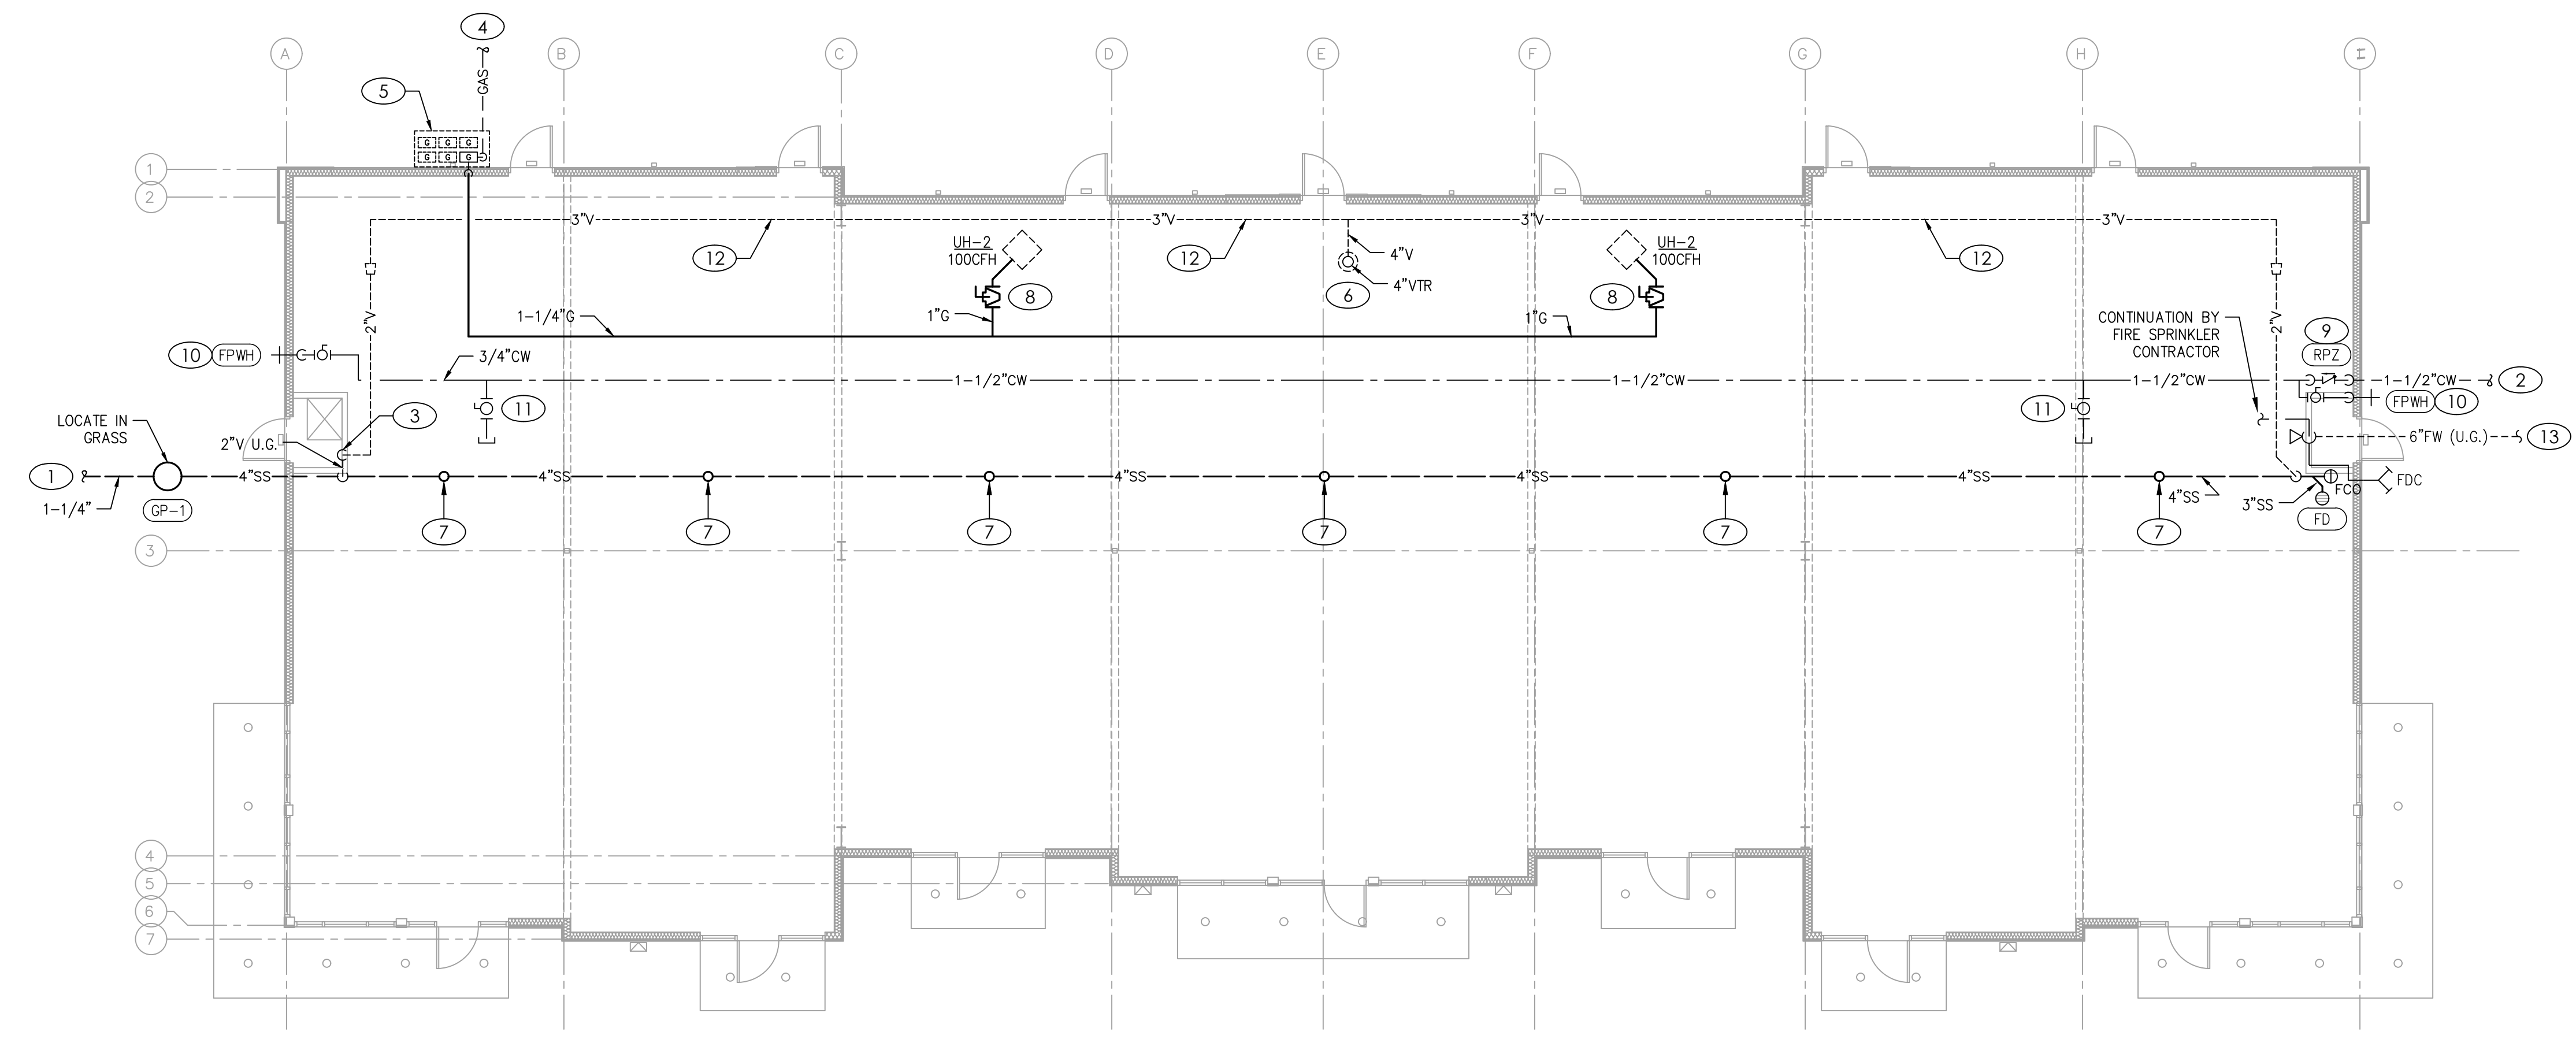 4
A
B
C
D
E
F
G
H
I
GAS
5
G G G
G G G
1
2
3"V
3"V
3"V
3"V
12
UH-2
100CFH
12
4"V
UH-2
100CFH
12
8
6
4"VTR
8
2"V
1-1/4"G
1"G
1"G
CONTINUATION BY
FIRE SPRINKLER
CONTRACTOR
2"V
9
RPZ
10
FPWH
3/4"CW
1-1/2"CW
1-1/2"CW
1-1/2"CW
1-1/2"CW
2
FPWH
10
3
11
11
LOCATE IN
GRASS
2"V U.G.
6"FW (U.G.)
13
1
4"SS
4"SS
4"SS
4"SS
4"SS
FDC
1-1/4"
GP-1
4"SS
3"SS
FCO
FD
7
7
7
7
7
7
3
4
5
6
7